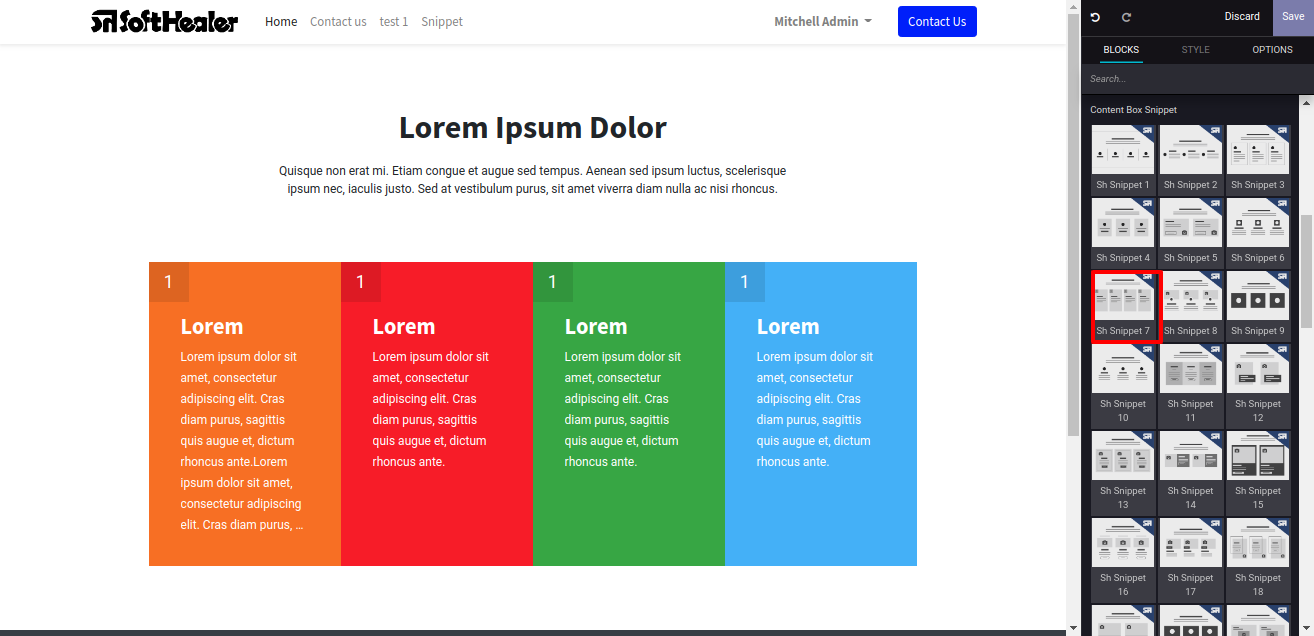 SoftHealer
Home Contact us test 1 Snippet
Mitchell Admin
Contact Us
Lorem Ipsum Dolor
Quisque non erat mi. Etiam congue et augue sed tempus. Aenean sed ipsum luctus, scelerisque
ipsum nec, iaculis justo. Sed at vestibulum purus, sit amet viverra diam nulla ac nisi rhoncus.
1
Lorem
Lorem ipsum dolor sit
amet, consectetur
adipiscing elit. Cras
diam purus, sagittis
quis augue et, dictum
rhoncus ante.Lorem
ipsum dolor sit amet,
consectetur adipiscing
elit. Cras diam purus, ...
1
Lorem
Lorem ipsum dolor sit
amet, consectetur
adipiscing elit. Cras
diam purus, sagittis
quis augue et, dictum
rhoncus ante.
1
Lorem
Lorem ipsum dolor sit
amet, consectetur
adipiscing elit. Cras
diam purus, sagittis
quis augue et, dictum
rhoncus ante.
1
Lorem
Lorem ipsum dolor sit
amet, consectetur
adipiscing elit. Cras
diam purus, sagittis
quis augue et, dictum
rhoncus ante.
Discard Save
BLOCKS STYLE OPTIONS
Search...
Content Box Snippet
Sh Snippet 1
Sh Snippet 2
Sh Snippet 3
Sh Snippet 4
Sh Snippet 5
Sh Snippet 6
Sh Snippet 7
Sh Snippet 8
Sh Snippet 9
Sh Snippet
10
Sh Snippet
11
Sh Snippet
12
Sh Snippet
13
Sh Snippet
14
Sh Snippet
15
Sh Snippet
16
Sh Snippet
17
Sh Snippet
18